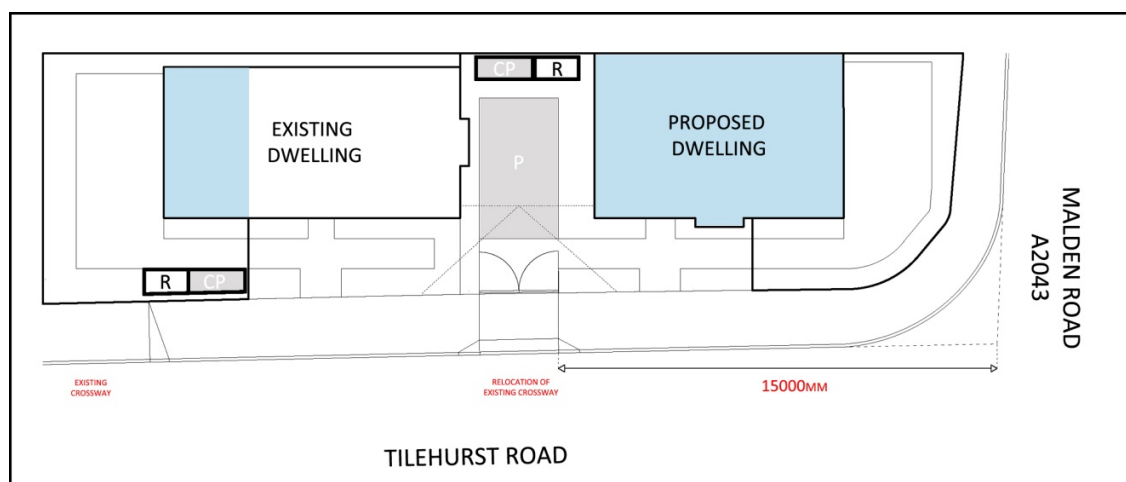 CP R
EXISTING
DWELLING
P
PROPOSED
DWELLING
R CP
MALDEN ROAD
A2043
EXISTING
CROSSWAY
RELOCATION OF
EXISTING CROSSWAY
15000MM
TILEHURST ROAD